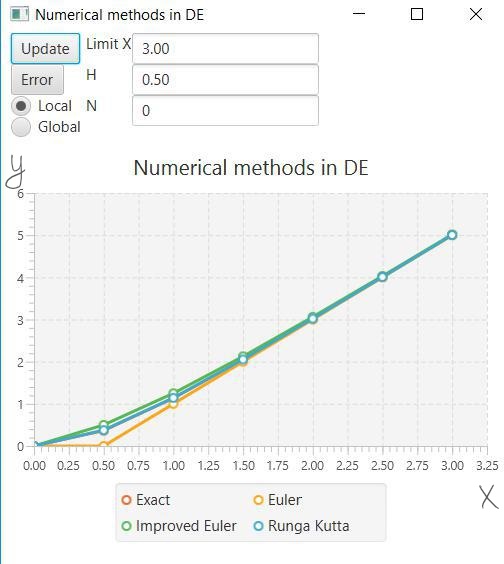 Numerical methods in DE
Update Limit X 3.00
Error H 0.50
Local N 0
Global
Numerical methods in DE
y
6
5
4
3
2
1
0
0.00 0.25 0.50 0.75 1.00 1.25 1.50 1.75 2.00 2.25 2.50 2.75 3.00 3.25
X
Exact Euler
Improved Euler Runga Kutta